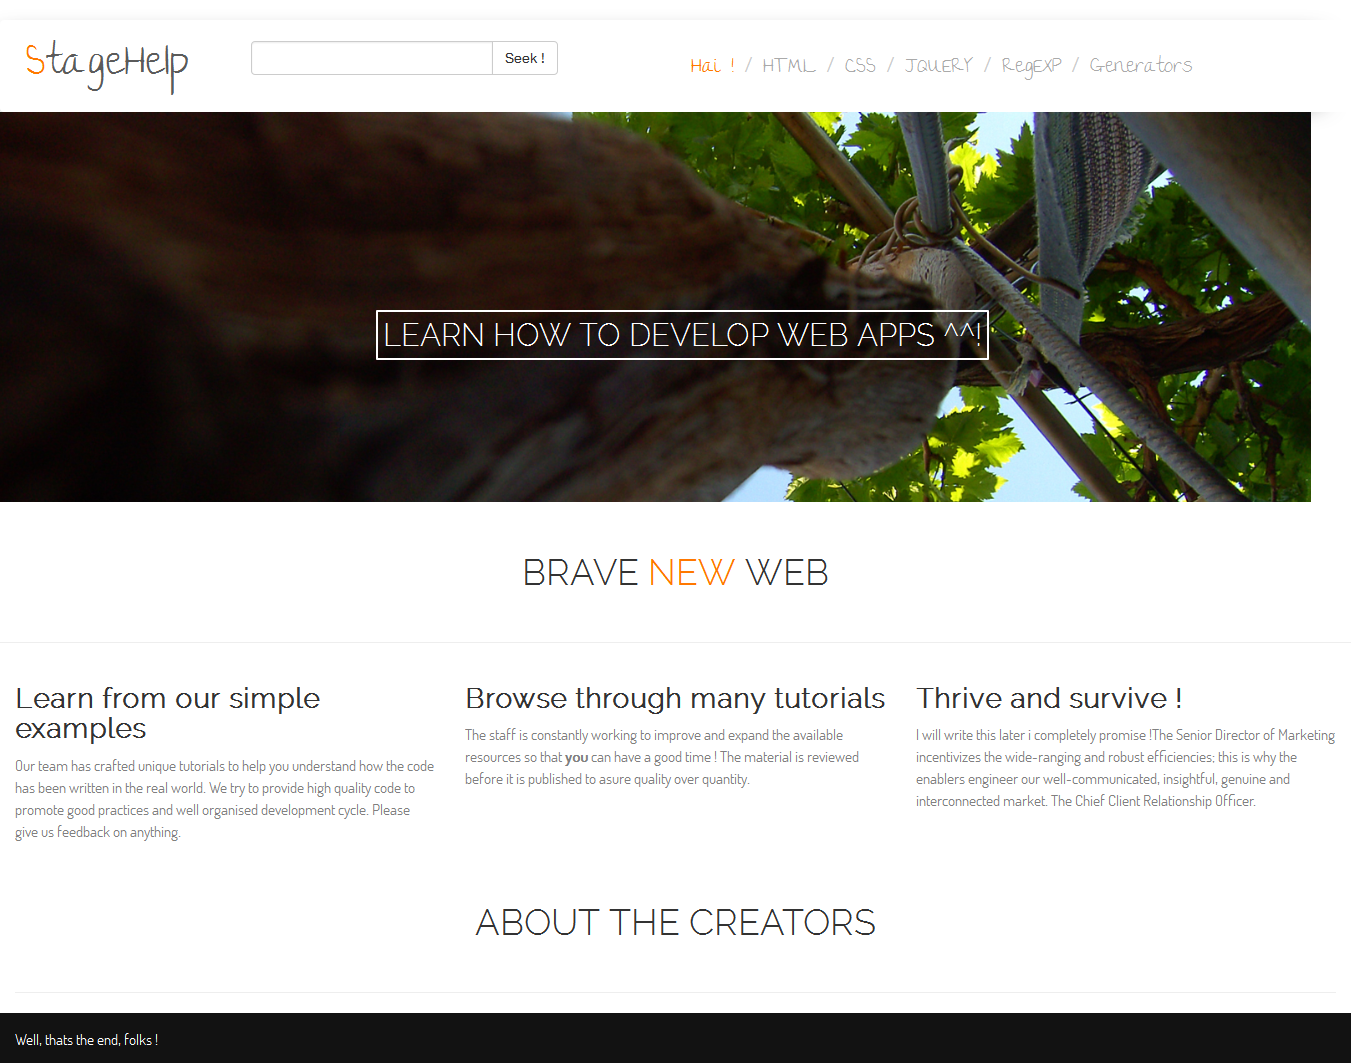 StageHelp
Seek !
Hai ! / HTML / CSS / JQUERY / RegEXP / Generators
LEARN HOW TO DEVELOP WEB APPS ^^!
BRAVE NEW WEB
Learn from our simple
examples
Our team has crafted unique tutorials to help you understand how the code
has been written in the real world. We try to provide high quality code to
promote good practices and well organised development cycle. Please
give us feedback on anything.
Browse through many tutorials
The staff is constantly working to improve and expand the available
resources so that you can have a good time ! The material is reviewed
before it is published to asure quality over quantity.
Thrive and survive !
I will write this later i completely promise !The Senior Director of Marketing
incentivizes the wide-ranging and robust efficiencies; this is why the
enablers engineer our well-communicated, insightful, genuine and
interconnected market. The Chief Client Relationship Officer.
ABOUT THE CREATORS
Well, thats the end, folks !